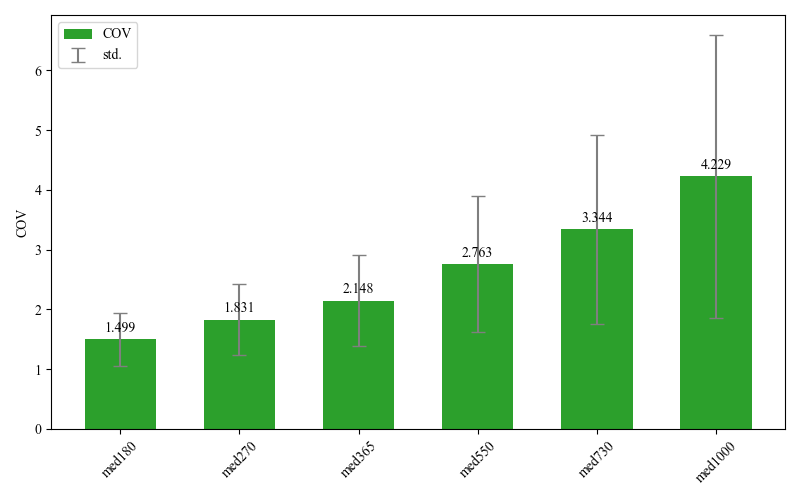 COV
std.
COV
6
5
4
3
2
1
0
1.499
1.831
2.148
2.763
3.344
4.229
med180
med270
med365
med550
med730
med1000